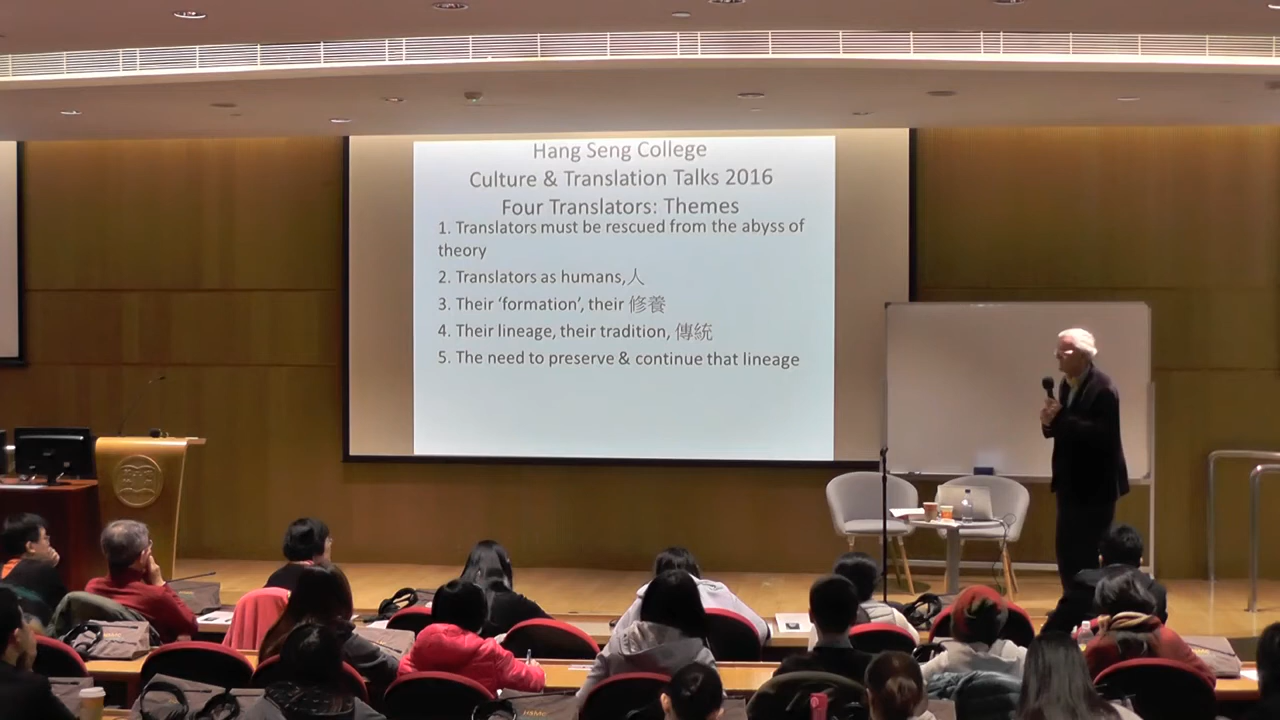 Hang Seng College
Culture & Translation Talks 2016
Four Translators: Themes
1. Translators must be rescued from the abyss of
theory
2. Translators as humans,人
3. Their ‘formation’, their 修養
4. Their lineage, their tradition, 傳統
5. The need to preserve & continue that lineage